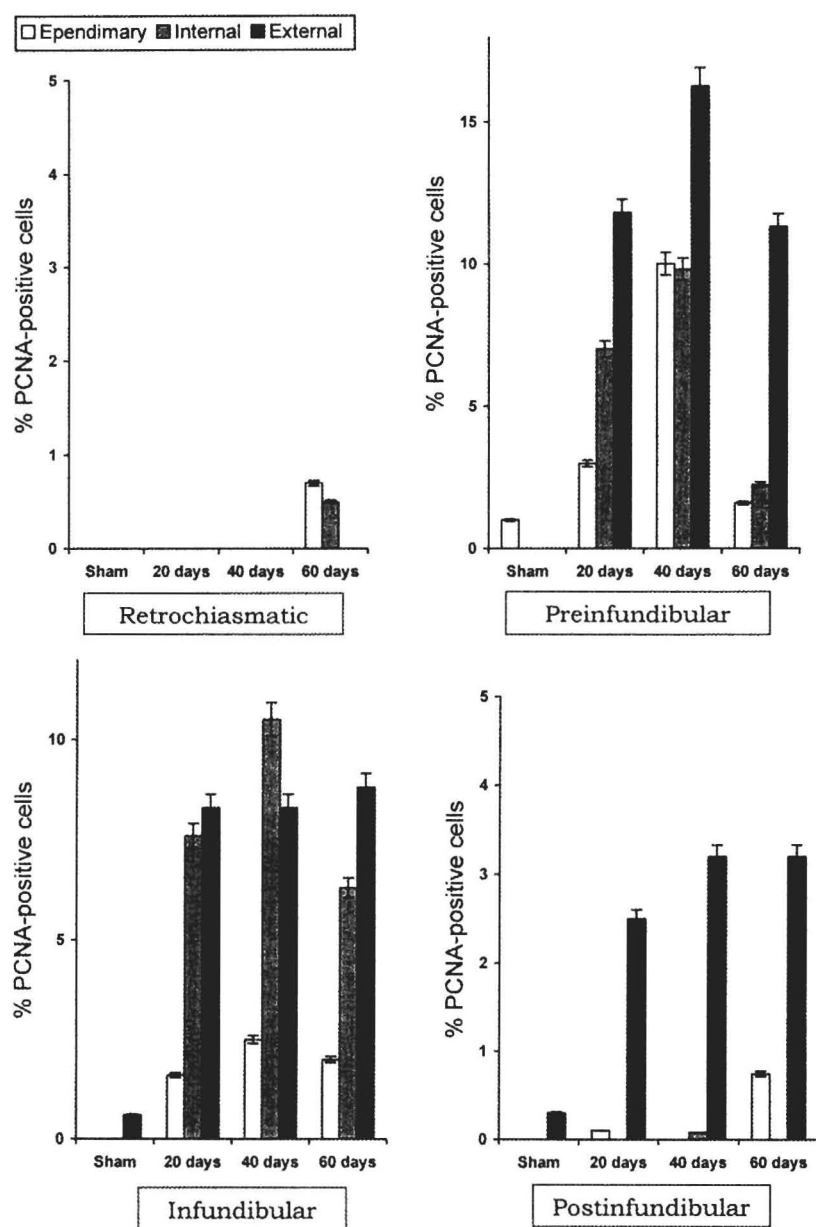 Ependimary Internal External
% PCNA-positive cells
5
4
3
2
1
0
Sham 20 days 40 days 60 days
Retrochiasmatic
% PCNA-positive cells
15
10
5
0
Sham 20 days 40 days 60 days
Preinfundibular
% PCNA-positive cells
10
5
0
Sham 20 days 40 days 60 days
Infundibular
% PCNA-positive cells
5
4
3
2
1
0
Sham 20 days 40 days 60 days
Postinfundibular